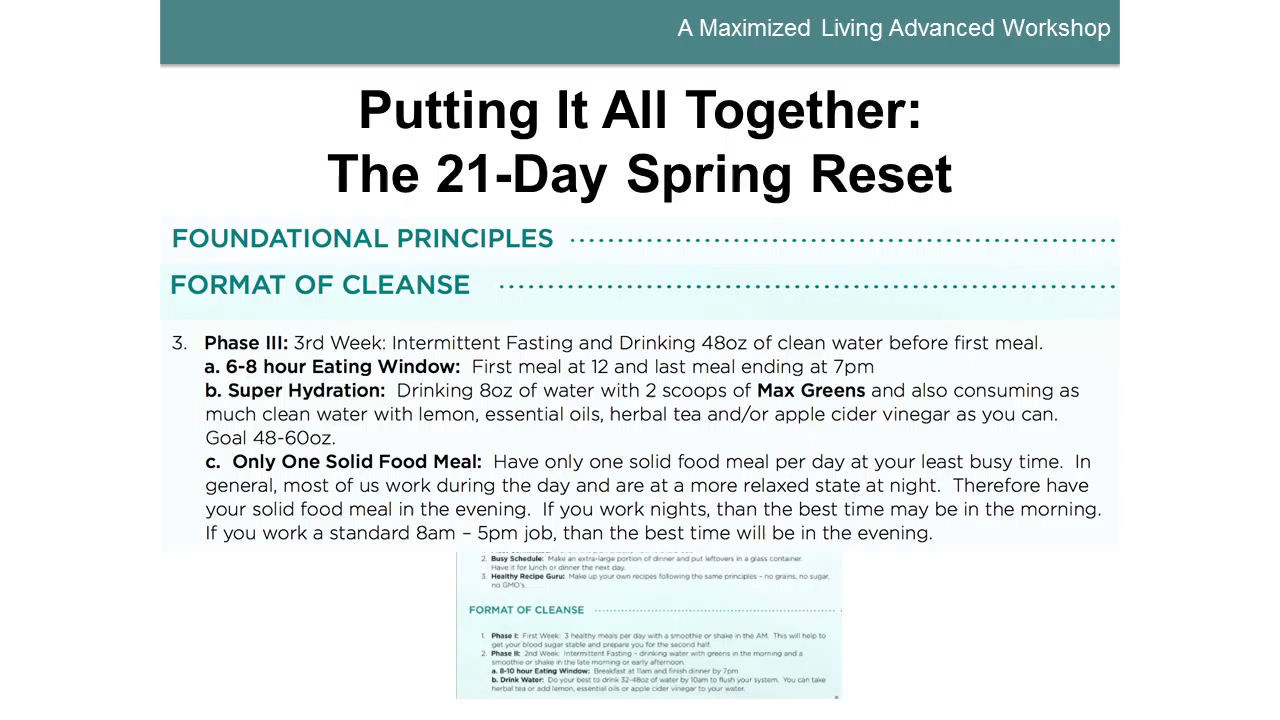 A Maximized Living Advanced Workshop
Putting It All Together:
The 21-Day Spring Reset
FOUNDATIONAL PRINCIPLES
FORMAT OF CLEANSE
3. Phase III: 3rd Week: Intermittent Fasting and Drinking 48oz of clean water before first meal.
a. 6-8 hour Eating Window: First meal at 12 and last meal ending at 7pm
b. Super Hydration: Drinking 8oz of water with 2 scoops of Max Greens and also consuming as
much clean water with lemon, essential oils, herbal tea and/or apple cider vinegar as you can.
Goal 48-60oz.
c. Only One Solid Food Meal: Have only one solid food meal per day at your least busy time. In
general, most of us work during the day and are at a more relaxed state at night. Therefore have
your solid food meal in the evening. If you work nights, than the best time may be in the morning.
If you work a standard 8am – 5pm job, than the best time will be in the evening.
2. Busy Schedule: Make an extra-large portion of dinner and put leftovers in a glass container.
Have it for lunch or dinner the next day.
3. Healthy Recipe Guru: Make up your own recipes following the same principles – no grains, no sugar,
no GMO's.
FORMAT OF CLEANSE
1. Phase I: First Week: 3 healthy meals per day with a smoothie or shake in the AM. This will help to
get your blood sugar stable and prepare you for the second half.
2. Phase II: 2nd Week: Intermittent Fasting – drinking water with greens in the morning and a
smoothie or shake in the late morning or early afternoon.
a. 8-10 hour Eating Window: Breakfast at 11am and finish dinner by 7pm
b. Drink Water: Do your best to drink 32-48oz of water by 10am to flush your system. You can take
herbal tea or add lemon, essential oils or apple cider vinegar to your water.